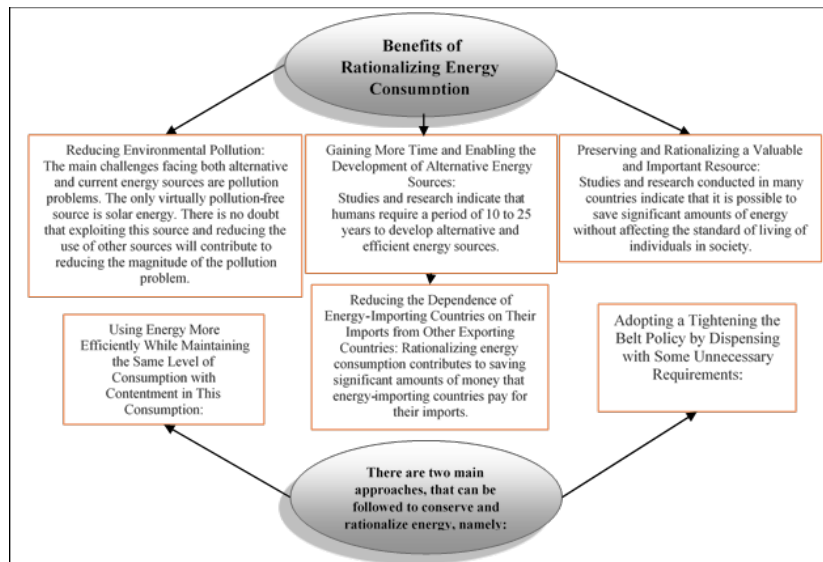 Benefits of
Rationalizing Energy
Consumption
Reducing Environmental Pollution:
The main challenges facing both alternative
and current energy sources are pollution
problems. The only virtually pollution-free
source is solar energy. There is no doubt
that exploiting this source and reducing the
use of other sources will contribute to
reducing the magnitude of the pollution
problem.
Gaining More Time and Enabling the
Development of Alternative Energy
Sources:
Studies and research indicate that
humans require a period of 10 to 25
years to develop alternative and
efficient energy sources.
Preserving and Rationalizing a Valuable
and Important Resource:
Studies and research conducted in many
countries indicate that it is possible to
save significant amounts of energy
without affecting the standard of living of
individuals in society.
Reducing the Dependence of
Energy-Importing Countries on Their
Imports from Other Exporting
Countries: Rationalizing energy
consumption contributes to saving
significant amounts of money that
energy-importing countries pay for
their imports.
Using Energy More
Efficiently While Maintaining
the Same Level of
Consumption with
Contentment in This
Consumption:
Adopting a Tightening the
Belt Policy by Dispensing
with Some Unnecessary
Requirements:
There are two main
approaches, that can be
followed to conserve and
rationalize energy, namely: